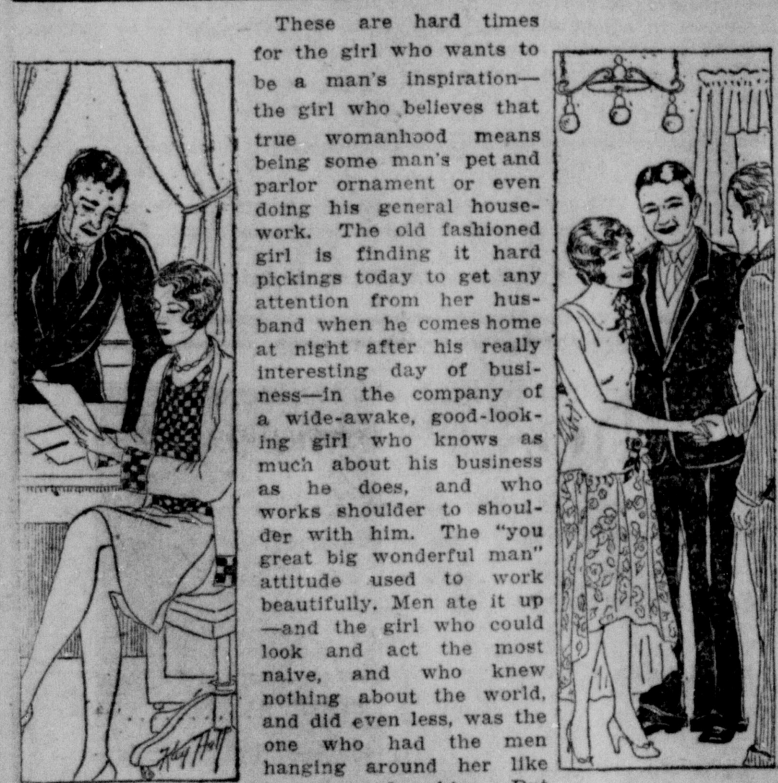 These are hard times
for the girl who wants to
be a man's inspiration—
the girl who believes that
true womanhood means
being some man's pet and
parlor ornament or even
doing his general house-
work. The old fashioned
girl is finding it hard
pickings today to get any
attention from her hus-
band when he comes home
at night after his really
interesting day of busi-
ness—in the company of
a wide-awake, good-look-
ing girl who knows as
much about his business
as he does, and who
works shoulder to shoul-
der with him. The "you
great big wonderful man"
attitude used to work
beautifully. Men ate it up
—and the girl who could
look and act the most
naive, and who knew
nothing about the world,
and did even less, was the
one who had the men
hanging around her like